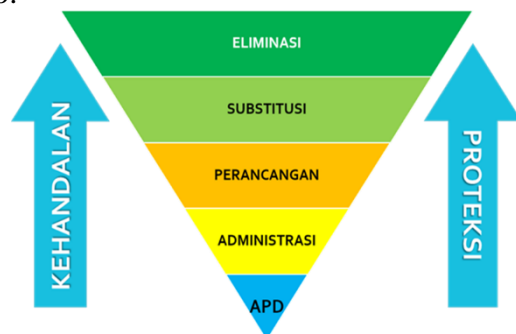 ELIMINASI
SUBSTITUSI
PERANCANGAN
ADMINISTRASI
APD
KEHANDALAN
PROTEKSI